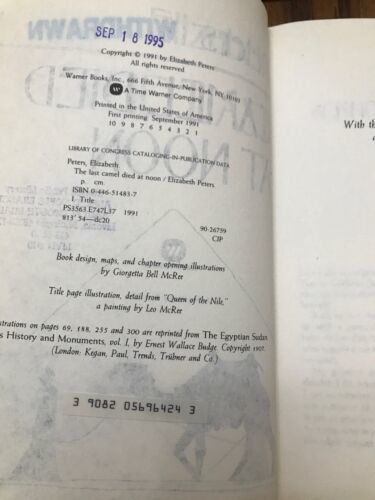 WITHDRAWN
SEP 18 1995
Copyright © 1991 by Elizabeth Peters
All rights reserved
Warner Books, Inc., 666 Fifth Avenue, New York, NY 10103
W A Time Warner Company
Printed in the United States of America
First printing September 1991
10 9 8 7 6 5 4 3 2 1
LIBRARY OF CONGRESS CATALOGING-IN-PUBLICATION DATA
Peters, Elizabeth.
The last camel died at noon / Elizabeth Peters
p. cm.
ISBN 0-446-51483-7
I. Title
PS3563.E747L37 1991
813'.54—dc20
90-26759
CIP
Book design, maps, and chapter opening illustrations
by Giorgetta Bell McRee
Title page illustration, detail from "Queen of the Nile,"
a painting by Leo McRee
strations on pages 69, 188, 255 and 300 are reprinted from The Egyptian Sudan
s History and Monuments, vol. I, by Ernest Wallace Budge. Copyright 1907.
(London: Kegan, Paul, Trends, Trübner and Co.)
3 9082 05696424 3
With th